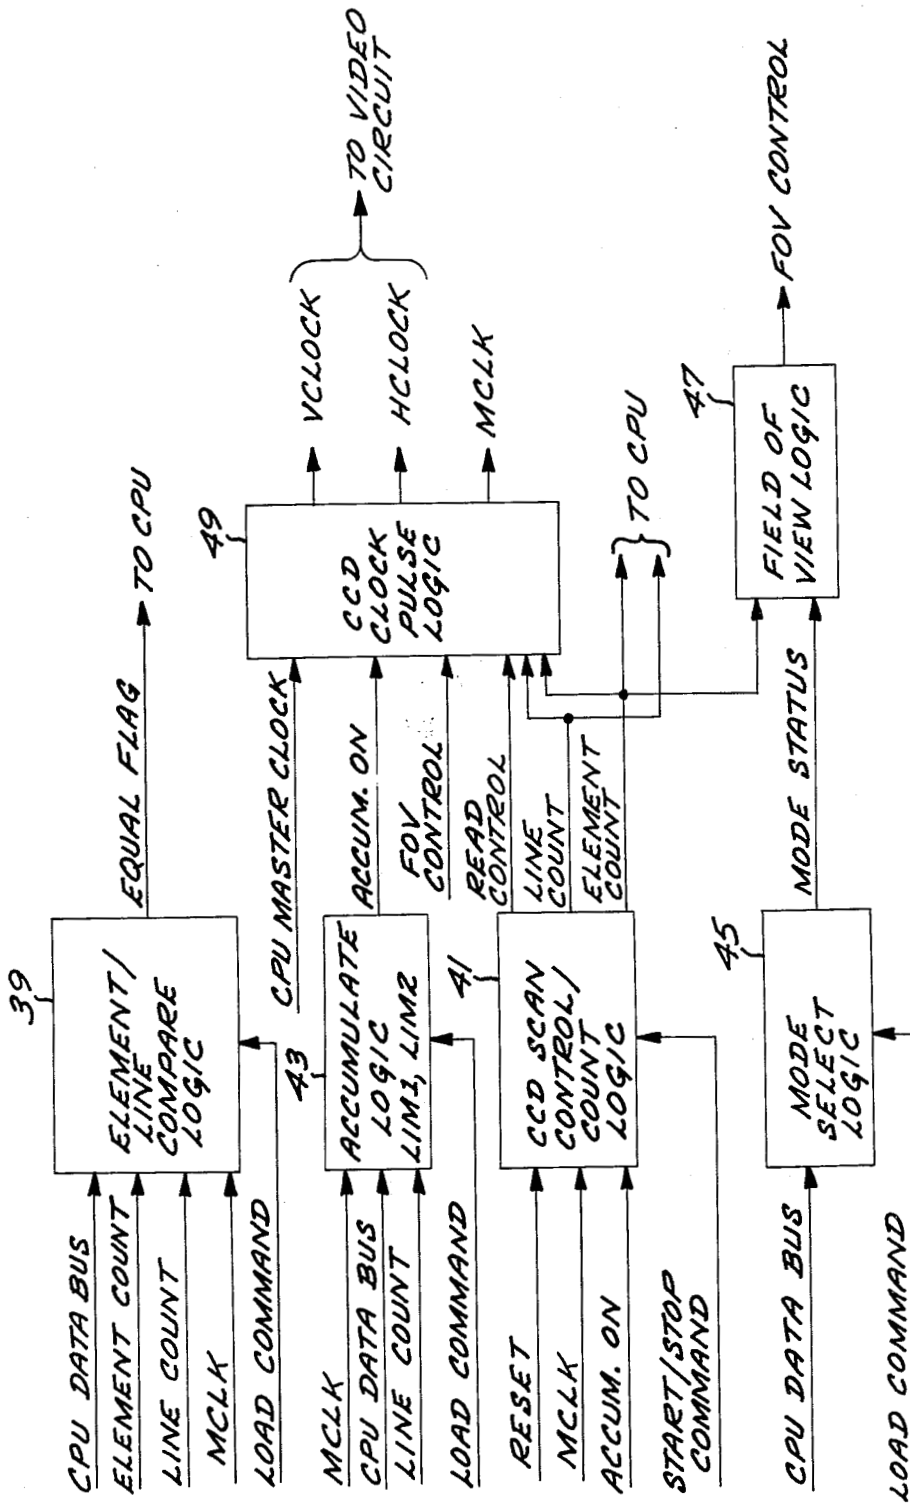 CPU DATA BUS
ELEMENT COUNT
LINE COUNT
MCLK
LOAD COMMAND
39
ELEMENT/
LINE
COMPARE
LOGIC
EQUAL FLAG
TO CPU
MCLK
CPU DATA BUS
LINE COUNT
LOAD COMMAND
43
ACCUMULATE
LOGIC
LIM1, LIM2
CPU MASTER CLOCK
ACCUM. ON
FOV
CONTROL
READ
CONTROL
LINE
COUNT
ELEMENT
COUNT
49
CCD
CLOCK
PULSE
LOGIC
VCLOCK
HCLOCK
MCLK
TO VIDEO
CIRCUIT
RESET
MCLK
ACCUM. ON
START/STOP
COMMAND
41
CCD SCAN
CONTROL/
COUNT
LOGIC
TO CPU
CPU DATA BUS
LOAD COMMAND
45
MODE
SELECT
LOGIC
MODE STATUS
47
FIELD OF
VIEW LOGIC
FOV CONTROL